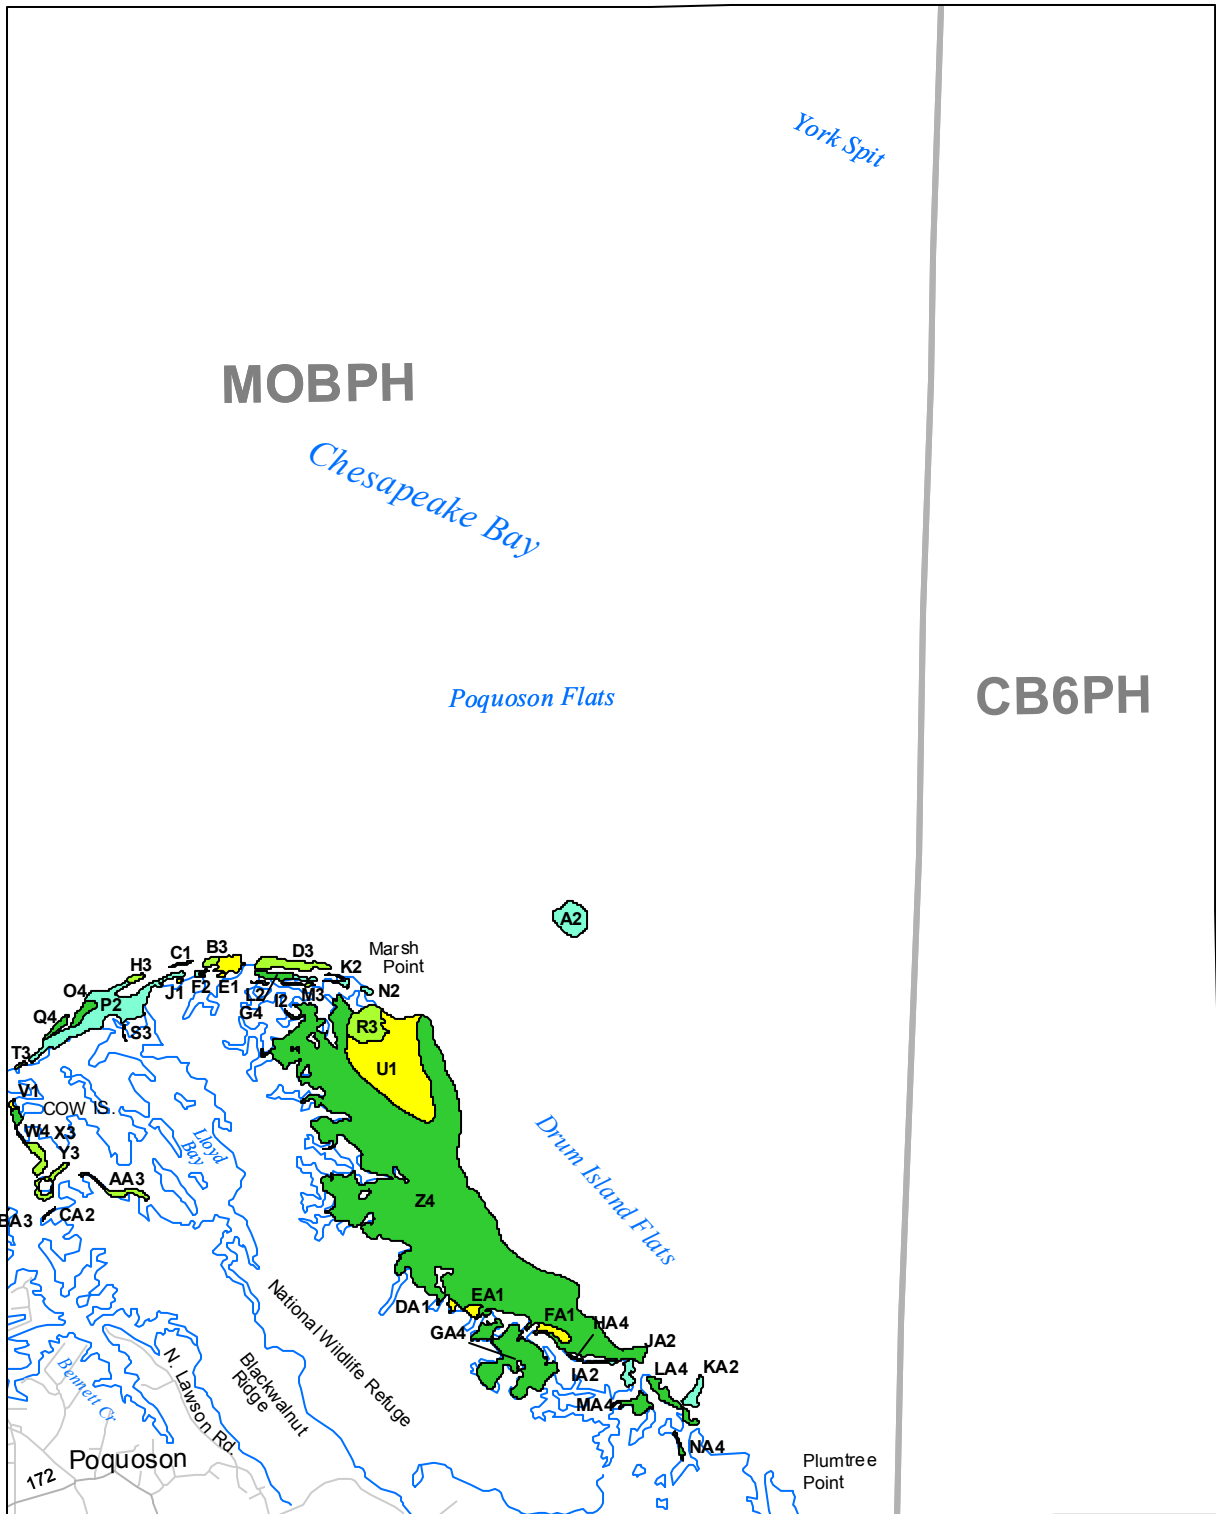 York Spit
MOBPH
Chesapeake Bay
CB6PH
Poquoson Flats
A2
Marsh
Point
B3
C1
D3
H3
K2
J1
F2
E1
L2
I2
M3
N2
O4
P2
G4
Q4
S3
R3
T3
U1
V1
COW IS.
W4
X3
Y3
Lloyd
Bay
AA3
Drum Island Flats
Z4
BA3
CA2
National Wildlife Refuge
DA1
EA1
FA1
HA4
GA4
JA2
IA2
LA4
KA2
MA4
NA4
Bennett Cr
N. Lawson Rd.
Blackwalnut
Ridge
Poquoson
172
Plumtree
Point